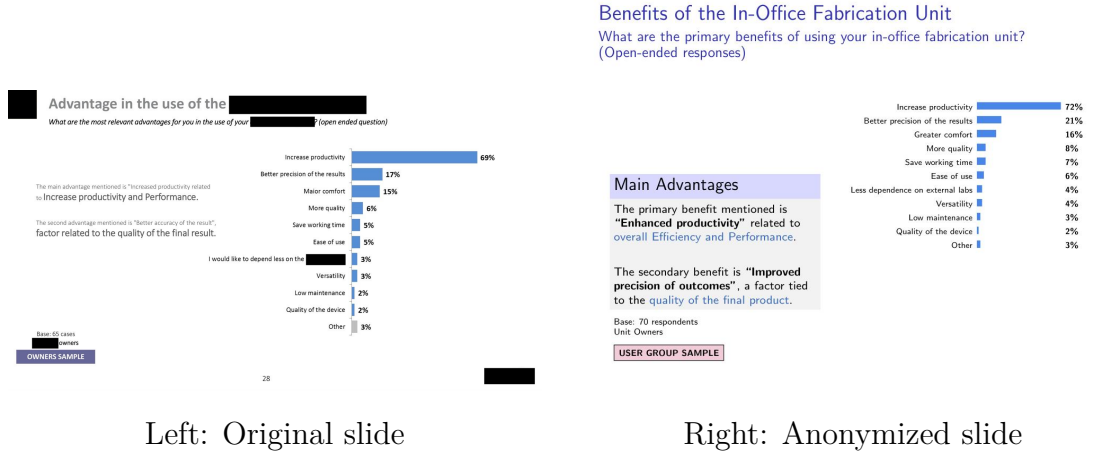 Advantage in the use of the
What are the most relevant advantages for you in the use of your ? (open ended question)
Increase productivity 69%
Better precision of the results 17%
Maior comfort 15%
More quality 6%
Save working time 5%
Ease of use 5%
I would like to depend less on the 3%
Versatility 3%
Low maintenance 2%
Quality of the device 2%
Other 3%
The main advantage mentioned is "Increased productivity related
to Increase productivity and Performance.
The second advantage mentioned is "Better accuracy of the result",
factor related to the quality of the final result.
Base: 65 cases
owners
OWNERS SAMPLE
28
Left: Original slide
Benefits of the In-Office Fabrication Unit
What are the primary benefits of using your in-office fabrication unit?
(Open-ended responses)
Increase productivity 72%
Better precision of the results 21%
Greater comfort 16%
More quality 8%
Save working time 7%
Ease of use 6%
Less dependence on external labs 4%
Versatility 4%
Low maintenance 3%
Quality of the device 2%
Other 3%
Main Advantages
The primary benefit mentioned is
“Enhanced productivity” related to
overall Efficiency and Performance.
The secondary benefit is “Improved
precision of outcomes”, a factor tied
to the quality of the final product.
Base: 70 respondents
Unit Owners
USER GROUP SAMPLE
Right: Anonymized slide